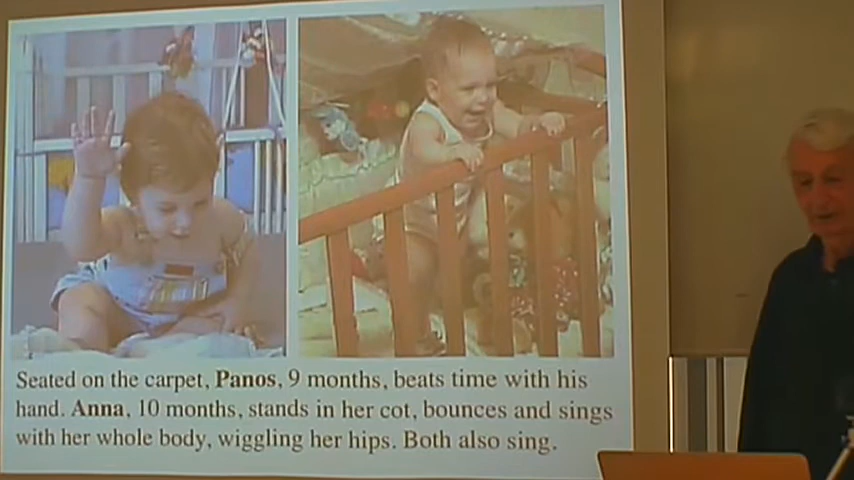 Seated on the carpet, Panos, 9 months, beats time with his
hand. Anna, 10 months, stands in her cot, bounces and sings
with her whole body, wiggling her hips. Both also sing.